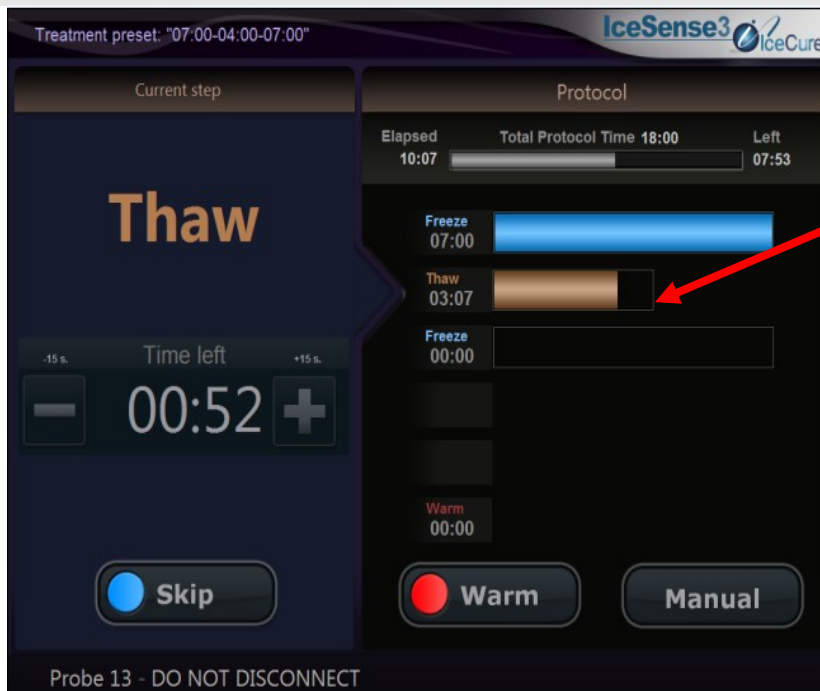 Treatment preset: "07:00-04:00-07:00"
IceSense3 IceCure
Current step
Protocol
Elapsed Total Protocol Time 18:00 Left
10:07 07:53
Thaw
Freeze
07:00
Thaw
03:07
Freeze
00:00
-15 s. Time left +15 s.
00:52
Warm
00:00
Skip
Warm
Manual
Probe 13 - DO NOT DISCONNECT